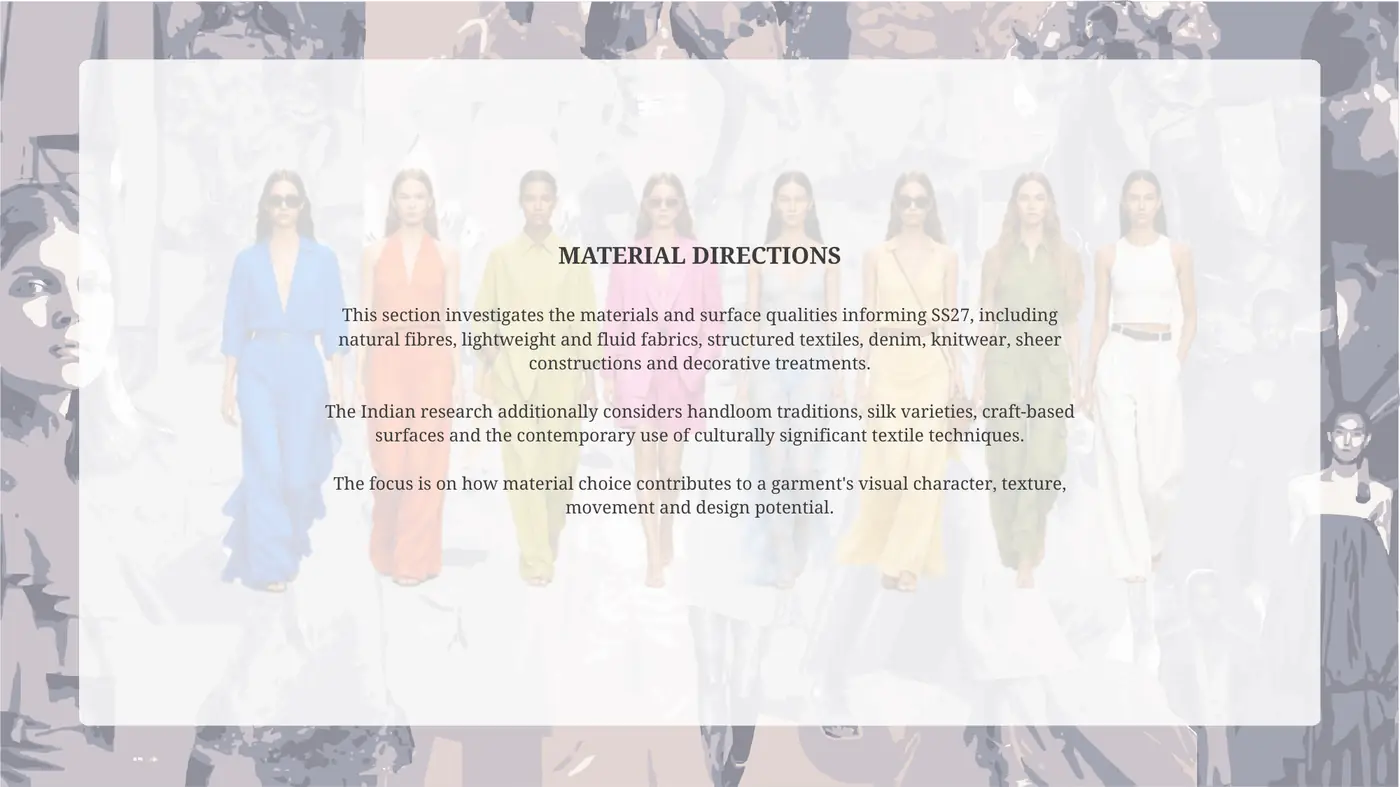 MATERIAL DIRECTIONS
This section investigates the materials and surface qualities informing SS27, including
natural fibres, lightweight and fluid fabrics, structured textiles, denim, knitwear, sheer
constructions and decorative treatments.
The Indian research additionally considers handloom traditions, silk varieties, craft-based
surfaces and the contemporary use of culturally significant textile techniques.
The focus is on how material choice contributes to a garment's visual character, texture,
movement and design potential.